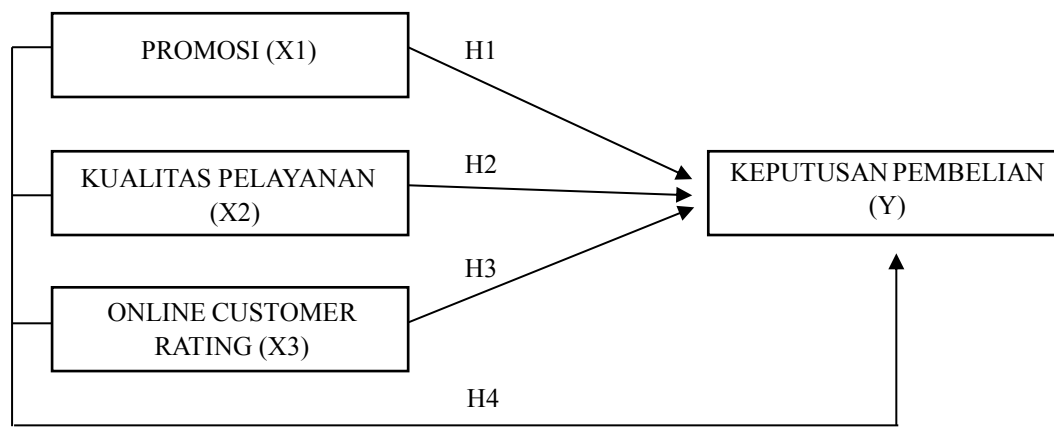 PROMOSI (X1)
H1
KUALITAS PELAYANAN
(X2)
H2
KEPUTUSAN PEMBELIAN
(Y)
H3
ONLINE CUSTOMER
RATING (X3)
H4